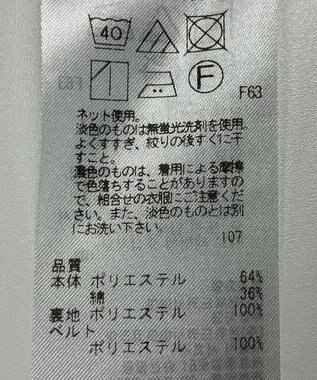 40
F
F63
ネット使用。
淡色のものは無蛍光洗剤を使用。
よくすすぎ、絞りの後すぐに干
すこと。
濃色のものは、着用による摩擦
で色落ちすることがありますの
で、組合せの衣服にご注意くだ
さい。また、淡色のものとは別
にお洗い下さい。
107
品質
本体 ポリエステル 64%
綿 36%
裏地 ポリエステル 100%
ベルト
ポリエステル 100%